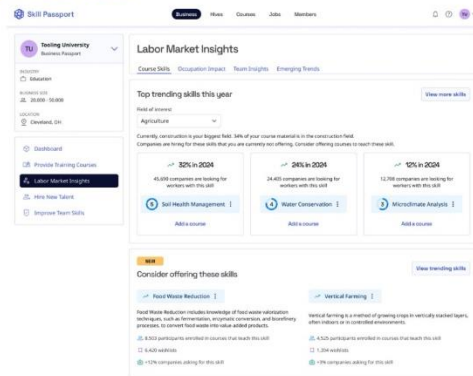 Skill Passport
Business
Hives
Courses
Jobs
Members
TU
TU
Tooling University
Business Passport
INDUSTRY
Education
BUSINESS SIZE
20,000 - 50,000
LOCATION
Cleveland, OH
Dashboard
Provide Training Courses
Labor Market Insights
Hire New Talent
Improve Team Skills
Labor Market Insights
Course Skills
Occupation Impact
Team Insights
Emerging Trends
Top trending skills this year
View more skills
Field of interest
Agriculture
Currently, construction is your biggest field. 34% of your course material is in the construction field.
Companies are hiring for these skills that you are currently not offering. Consider offering courses to teach these skill.
32% in 2024
45,690 companies are looking for
workers with this skill
5 Soil Health Management
Add a course
24% in 2024
24,405 companies are looking for
workers with this skill
4 Water Conservation
Add a course
12% in 2024
12,798 companies are looking for
workers with this skill
3 Microclimate Analysis
Add a course
NEW
Consider offering these skills
View trending skills
Food Waste Reduction
Food Waste Reduction includes knowledge of food waste valorization
techniques, such as fermentation, enzymatic conversion, and biorefinery
processes, to convert food waste into value-added products.
8,503 participants enrolled in courses that teach this skill
6,420 waitlists
+12% companies asking for this skill
Vertical Farming
Vertical farming is a method of growing crops in vertically stacked layers,
often indoors or in controlled environments.
4,525 participants enrolled in courses that teach this skill
1,204 waitlists
+9% companies asking for this skill